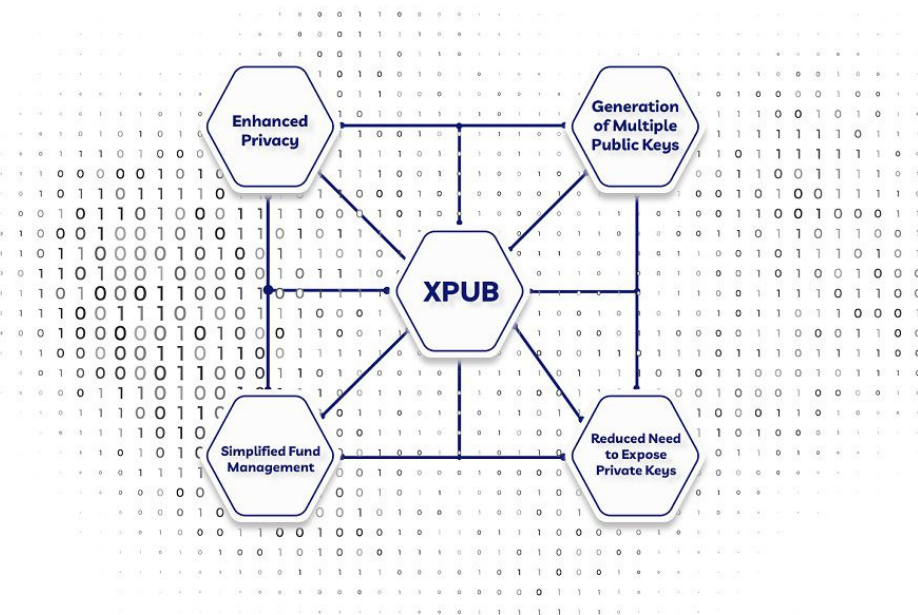 Enhanced
Privacy
Generation
of Multiple
Public Keys
XPUB
Simplified Fund
Management
Reduced Need
to Expose
Private Keys